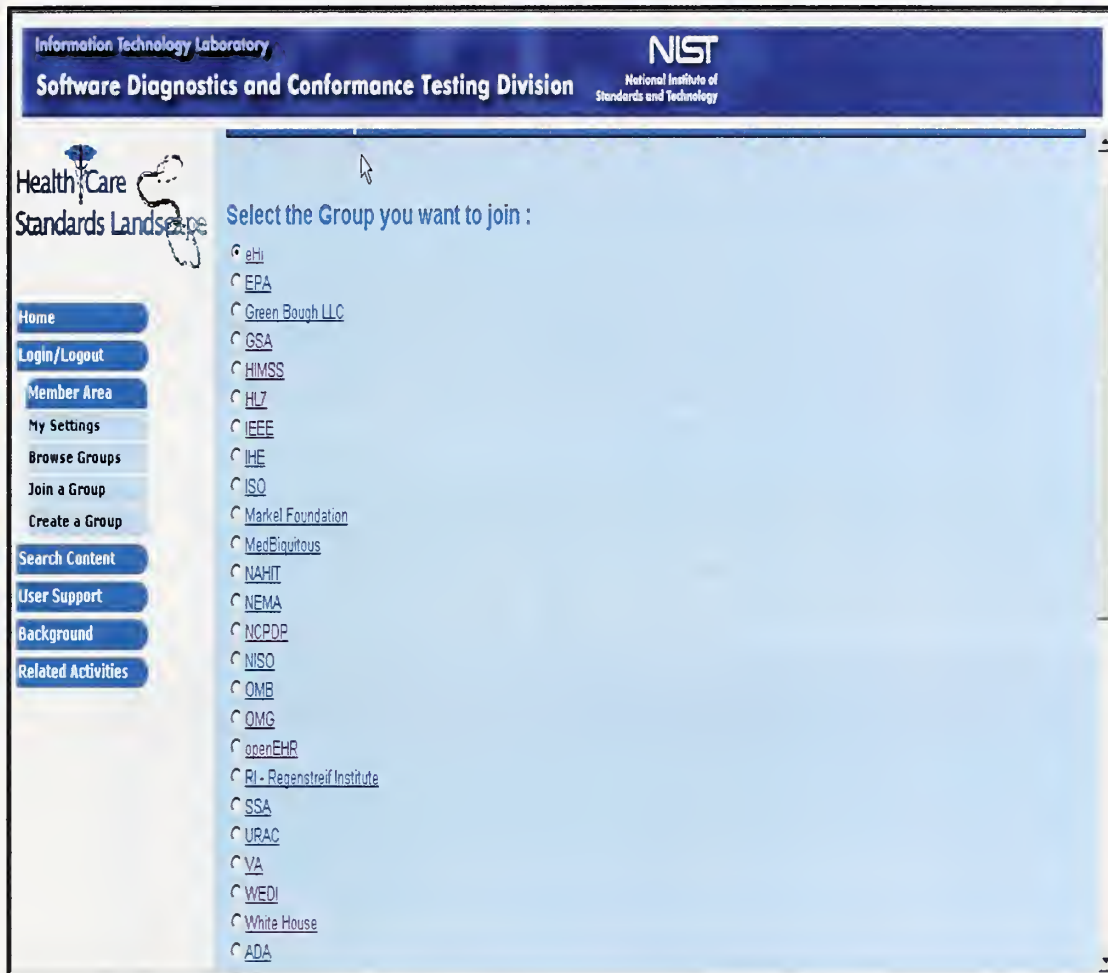 Information Technology Laboratory
Software Diagnostics and Conformance Testing Division
NIST
National Institute of
Standards and Technology
Health Care
Standards Landscape
Home
Login/Logout
Member Area
My Settings
Browse Groups
Join a Group
Create a Group
Search Content
User Support
Background
Related Activities
Select the Group you want to join :
eHi
EPA
Green Bough LLC
GSA
HIMSS
HL7
IEEE
IHE
ISO
Markel Foundation
MedBiquitous
NAHIT
NEMA
NCPDP
NISO
OMB
OMG
openEHR
RI - Regenstreif Institute
SSA
URAC
VA
WEDI
White House
ADA